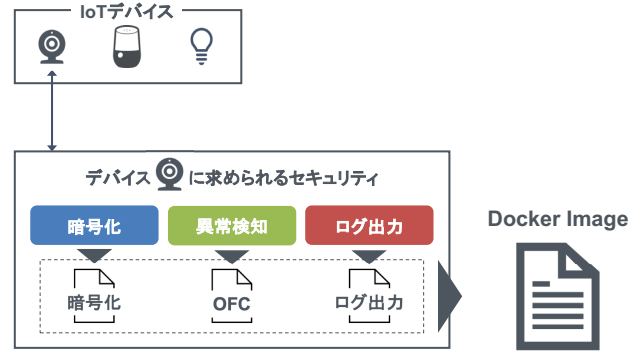 IoTデバイス
デバイス に求められるセキュリティ
暗号化
異常検知
ログ出力
Docker Image
暗号化
OFC
ログ出力